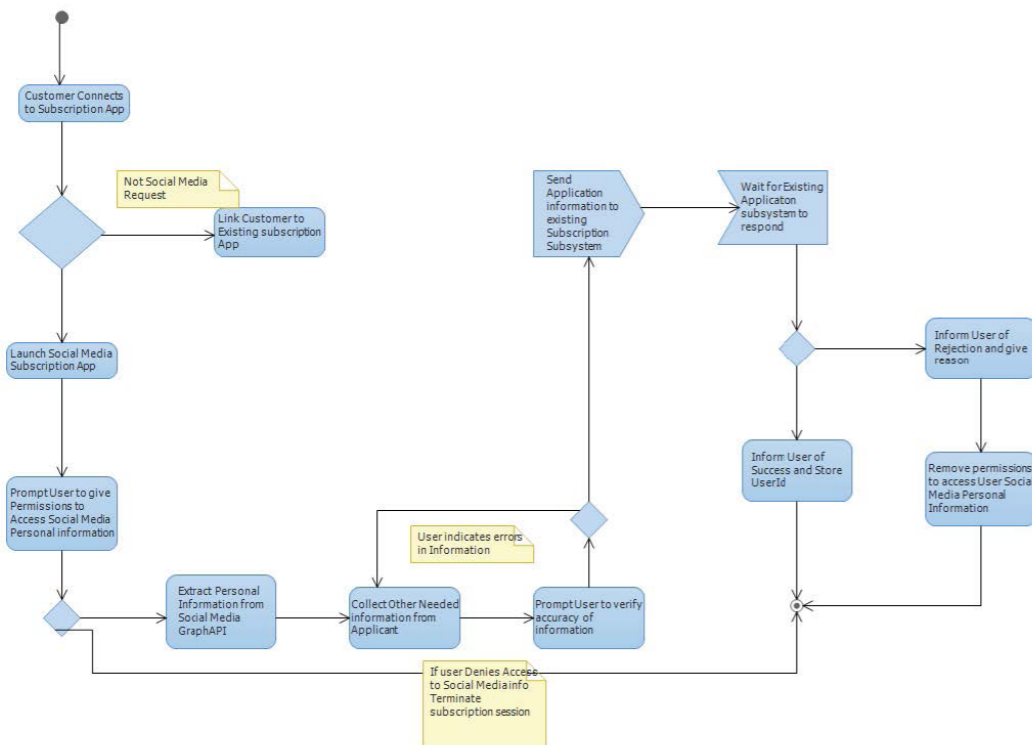 Customer Connects
to Subscription App
Not Social Media
Request
Link Customer to
Existing subscription
App
Send
Application
information to
existing
Subscription
Subsystem
Wait for Existing
Applicaton
subsystem to
respond
Launch Social Media
Subscription App
Inform User of
Rejection and give
reason
Prompt User to give
Permissions to
Access Social Media
Personal information
Inform User of
Success and Store
UserId
Remove permissions
to access User Social
Media Personal
Information
User indicates errors
in Information
Extract Personal
Information from
Social Media
GraphAPI
Collect Other Needed
information from
Applicant
Prompt User to verify
accuracy of
information
If user Denies Access
to Social Media info
Terminate
subscription session